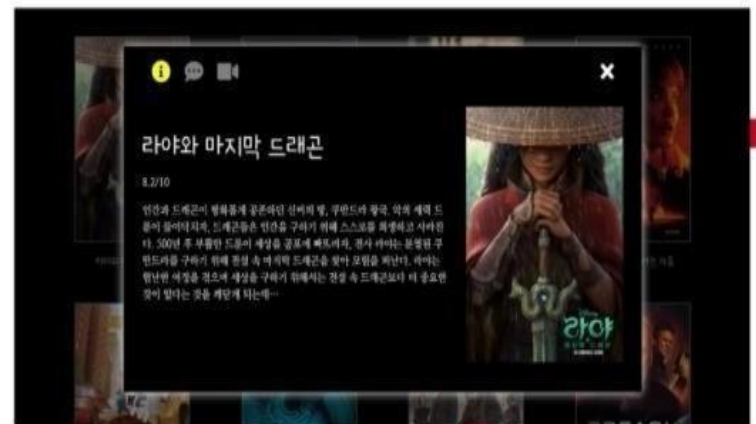 라야와 마지막 드래곤
8.2/10
인간과 드래곤이 평화롭게 공존하던 신비의 땅, 쿠만드라 왕국. 악의 세력 드
룬이 들이닥치자, 드래곤들은 인간을 구하기 위해 스스로를 희생하고 사라진
다. 500년 후 부활한 드룬이 세상을 공포에 빠뜨리자, 전사 라야는 분열된 쿠
만드라를 구하기 위해 전설 속 마지막 드래곤을 찾아 모험을 떠난다. 라야는
험난한 여정을 겪으며 세상을 구하기 위해서는 전설 속 드래곤보다 더 중요한
것이 있다는 것을 깨닫게 되는데…
Disney
라야
마지막 드래곤